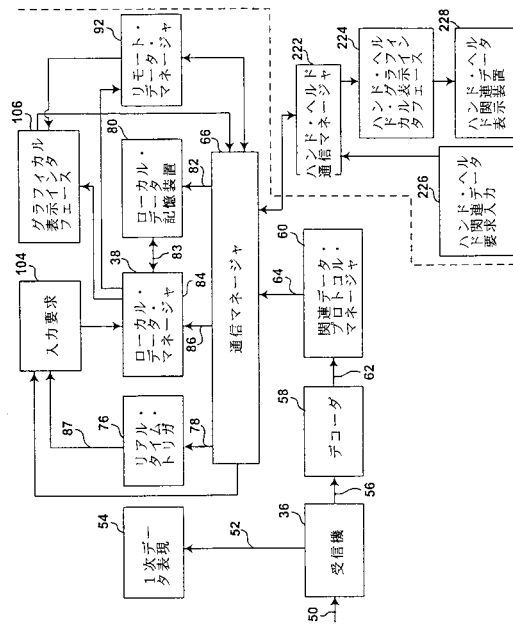 106
グラフィカル
表示インタ
フェース
92
リモート・
データ・
マネージャ
104
入力要求
38
84
ローカル・
データ・
マネージャ
80
ローカル・
データ
記憶装置
83
82
86
87
76
リアル・
タイム
トリガ
78
66
通信マネージャ
54
1次デー
タ表現
52
50
36
受信機
56
58
デコーダ
62
60
関連データ・
プロトコル・
マネージャ
64
222
ハンド・ヘルド
通信マネージャ
224
ハンド・ヘル
ド・グラフィ
カル表示イン
タフェース
226
ハンド・ヘル
ド関連データ
要求入力
228
ハンド・ヘル
ド関連データ
表示装置